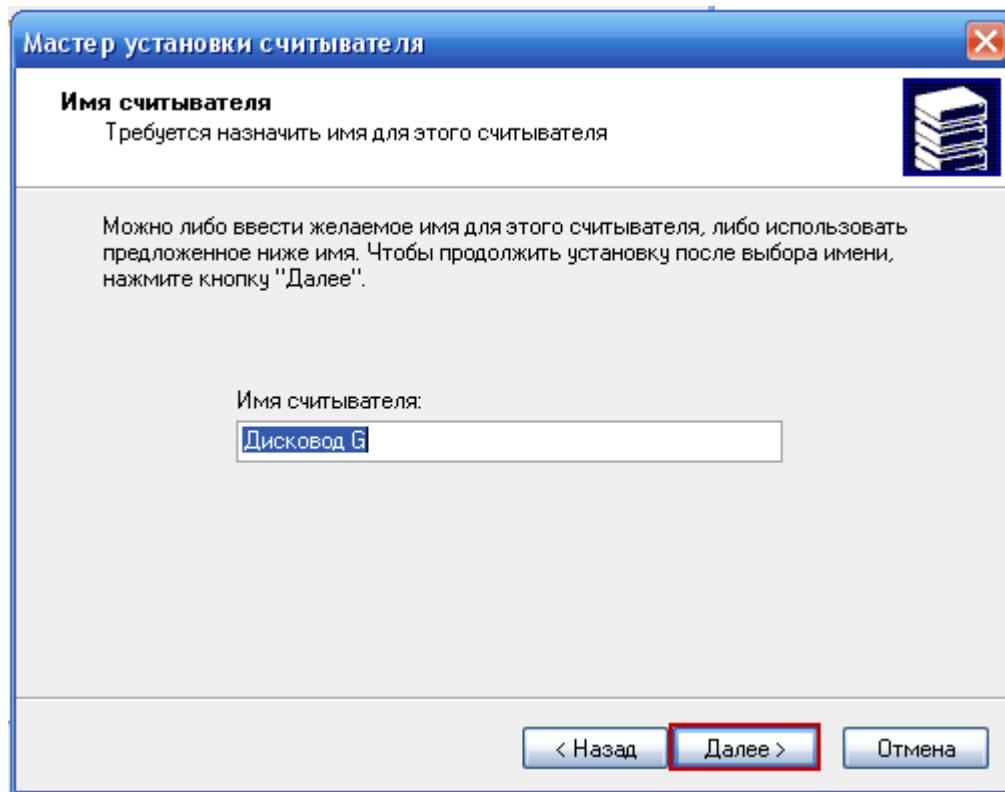 Мастер установки считывателя
Имя считывателя
Требуется назначить имя для этого считывателя
Можно либо ввести желаемое имя для этого считывателя, либо использовать
предложенное ниже имя. Чтобы продолжить установку после выбора имени,
нажмите кнопку "Далее".
Имя считывателя:
Дисковод G
< Назад Далее > Отмена